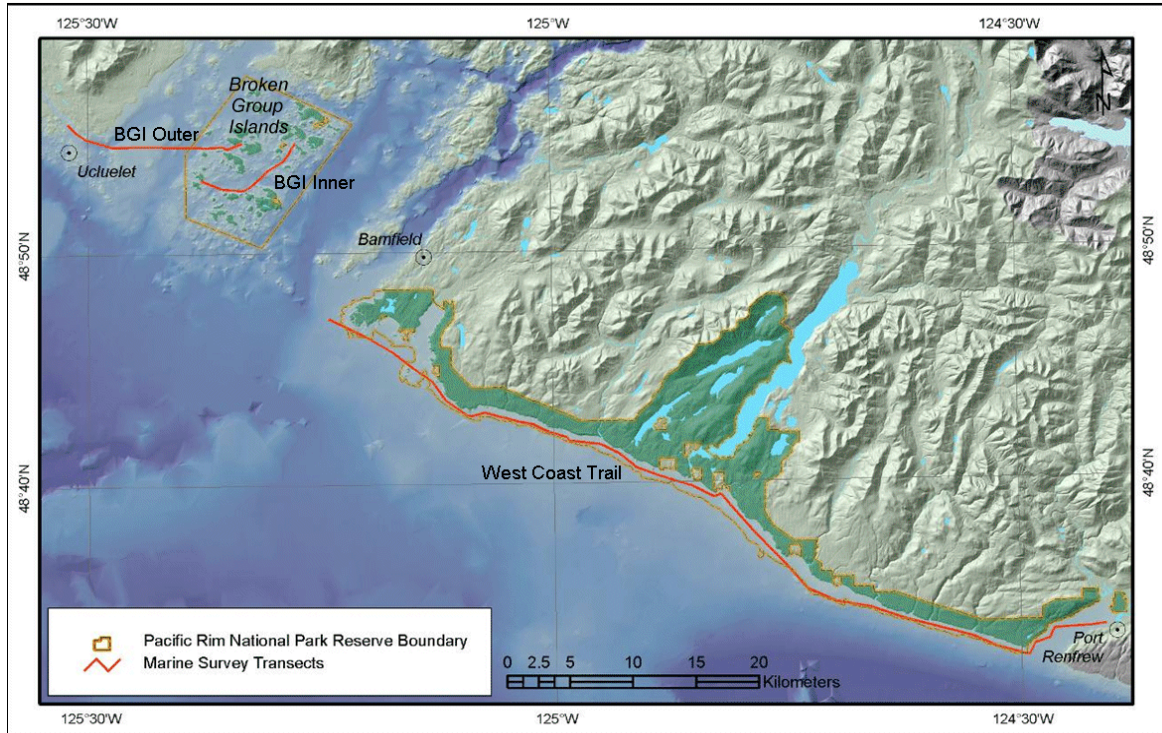 125°30'W
125°W
124°30'W
Broken
Group
Islands
BGI Outer
Ucluelet
BGI Inner
Bamfield
48°50'N
48°50'N
N
West Coast Trail
48°40'N
48°40'N
Port
Renfrew
Pacific Rim National Park Reserve Boundary
Marine Survey Transects
0 2.5 5 10 15 20
Kilometers
125°30'W
125°W
124°30'W